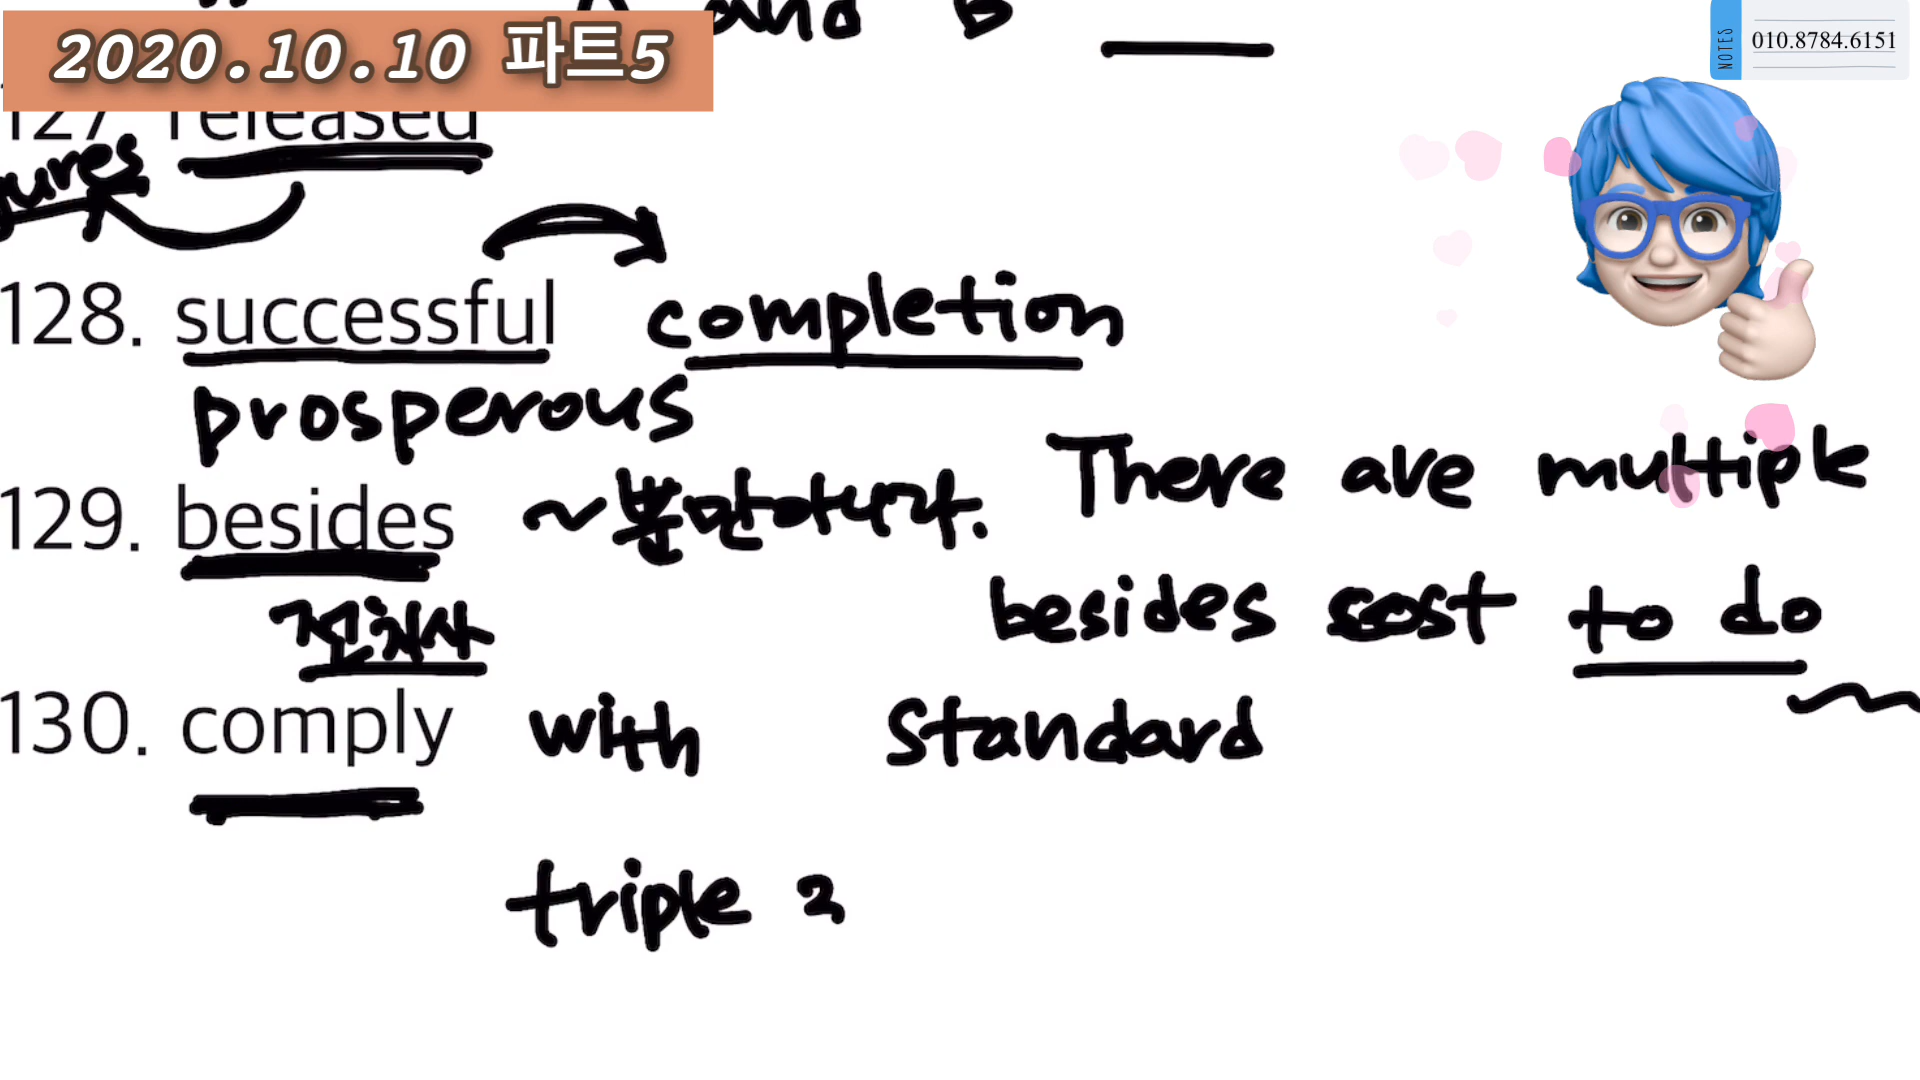 and B
2020.10.10 파트5
NOTES
010.8784.6151
127. released
128. successful completion
prosperous
129. besides ~뿐만아니라.
There are multiple
besides cost to do
전치사
130. comply with standard
triple 2